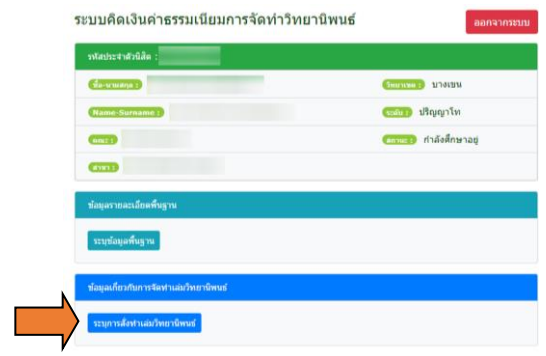 ระบบคิดเงินค่าธรรมเนียมการจัดทำวิทยานิพนธ์
ออกจากระบบ
รหัสประจำตัวนิสิต :
ชื่อ-นามสกุล :
วิทยาเขต : บางเขน
Name-Surname :
ระดับ : ปริญญาโท
คณะ :
สถานะ : กำลังศึกษาอยู่
สาขา :
ข้อมูลรายละเอียดพื้นฐาน
ระบุข้อมูลพื้นฐาน
ข้อมูลเกี่ยวกับการจัดทำเล่มวิทยานิพนธ์
ระบุการสั่งทำเล่มวิทยานิพนธ์